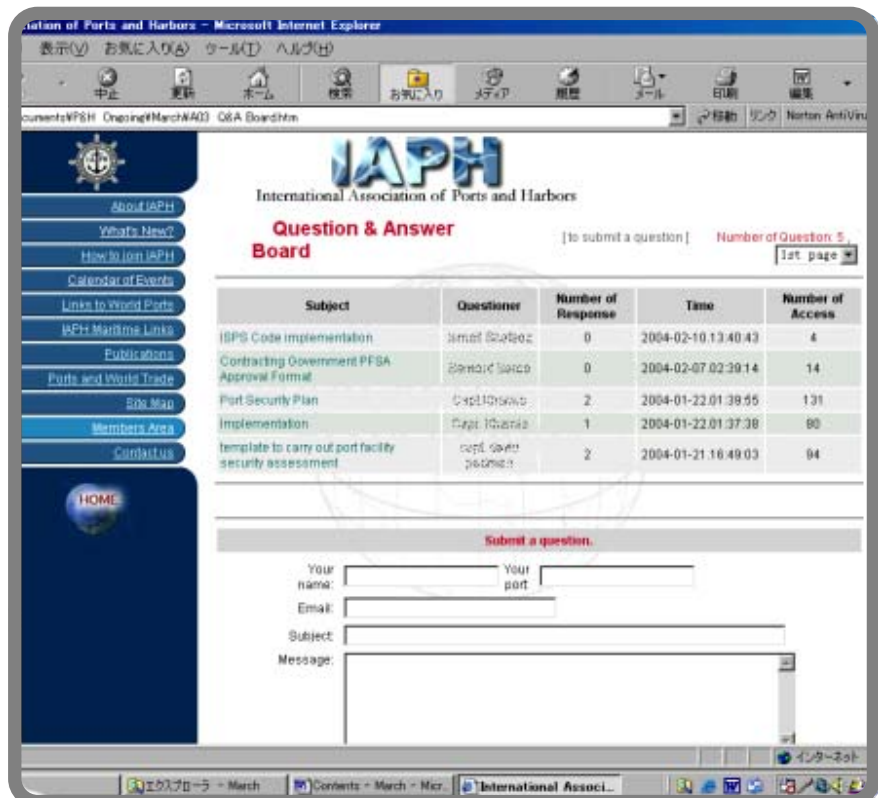 nation of Ports and Harbors - Microsoft Internet Explorer
表示(V) お気に入り(A) ツール(T) ヘルプ(H)
中止 更新 ホーム 検索 お気に入り メディア 履歴 メール 印刷 編集
cuments¥P&H Ongoing¥March¥A03 Q&A Board.htm 移動 リンク Norton AntiViru
IAPH
International Association of Ports and Harbors
About IAPH
What's New?
How to join IAPH
Calendar of Events
Links to World Ports
IAPH Maritime Links
Publications
Ports and World Trade
Site Map
Members Area
Contact us
HOME
Question & Answer
Board
[ to submit a question ] Number of Question: 5 ,
1st page
Subject Questioner Number of Response Time Number of Access
ISPS Code Implementation 0 2004-02-10.13:40:43 4
Contracting Government PFSA Approval Format 0 2004-02-07.02:39:14 14
Port Security Plan 2 2004-01-22.01:39:55 131
Implementation 1 2004-01-22.01:37:38 80
template to carry out port facility security assessment 2 2004-01-21.16:49:03 94
Submit a question.
Your name: Your port:
Email:
Subject:
Message:
インターネット
エクスプローラ - March Contents - March - Micr... International Associ...